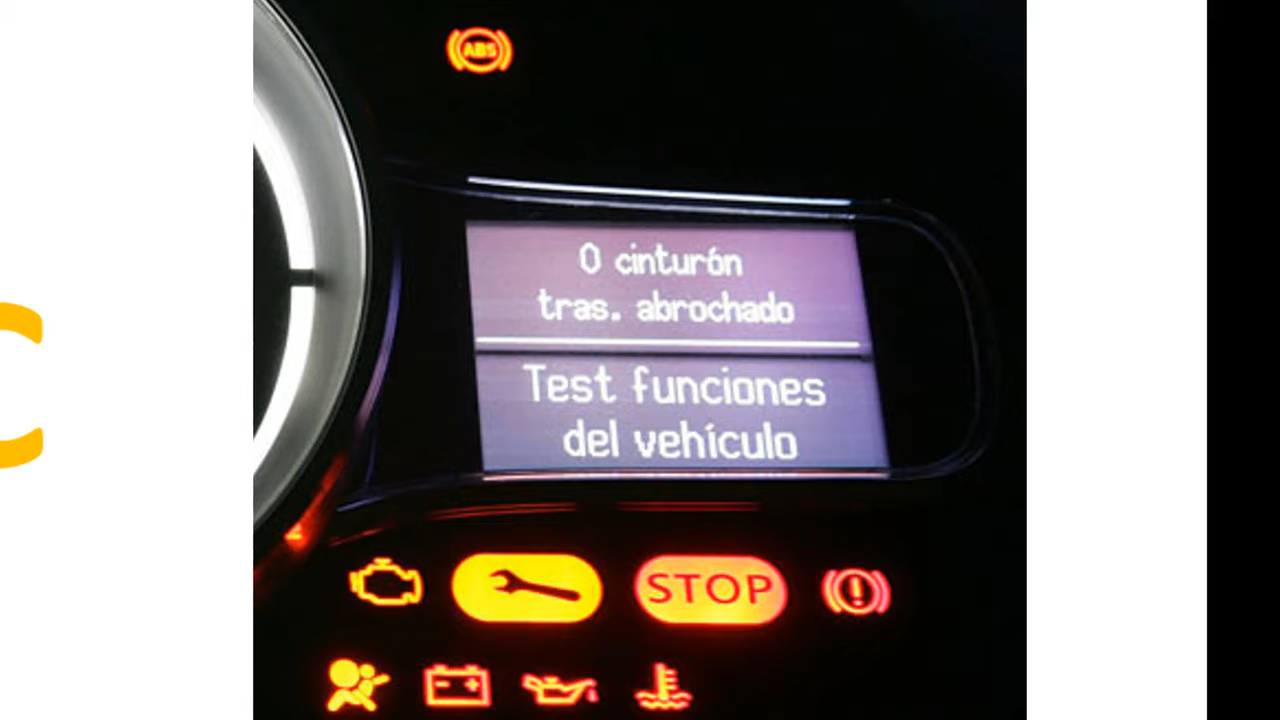 ABS
0 cinturón
tras. abrochado
Test funciones
del vehículo
STOP